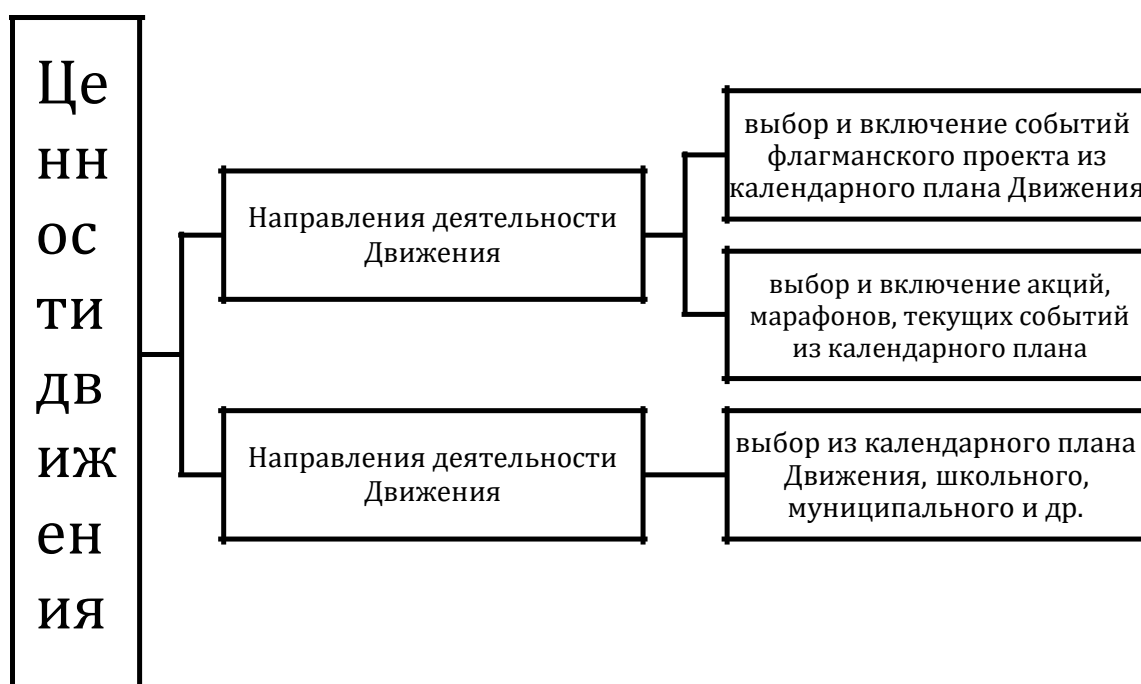 Це
нн
ос
ти
дв
иж
ен
ия
Направления деятельности
Движения
выбор и включение событий
флагманского проекта из
календарного плана Движения
выбор и включение акций,
марафонов, текущих событий
из календарного плана
Направления деятельности
Движения
выбор из календарного плана
Движения, школьного,
муниципального и др.